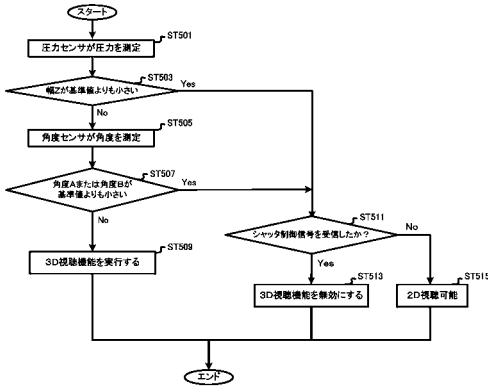 スタート
ST501
圧力センサが圧力を測定
ST503
幅Zが基準値よりも小さい
Yes
No
ST505
角度センサが角度を測定
ST507
角度Aまたは角度Bが
基準値よりも小さい
Yes
No
ST511
シャッタ制御信号を受信したか？
No
Yes
ST509
3D視聴機能を実行する
ST513
3D視聴機能を無効にする
ST515
2D視聴可能
エンド